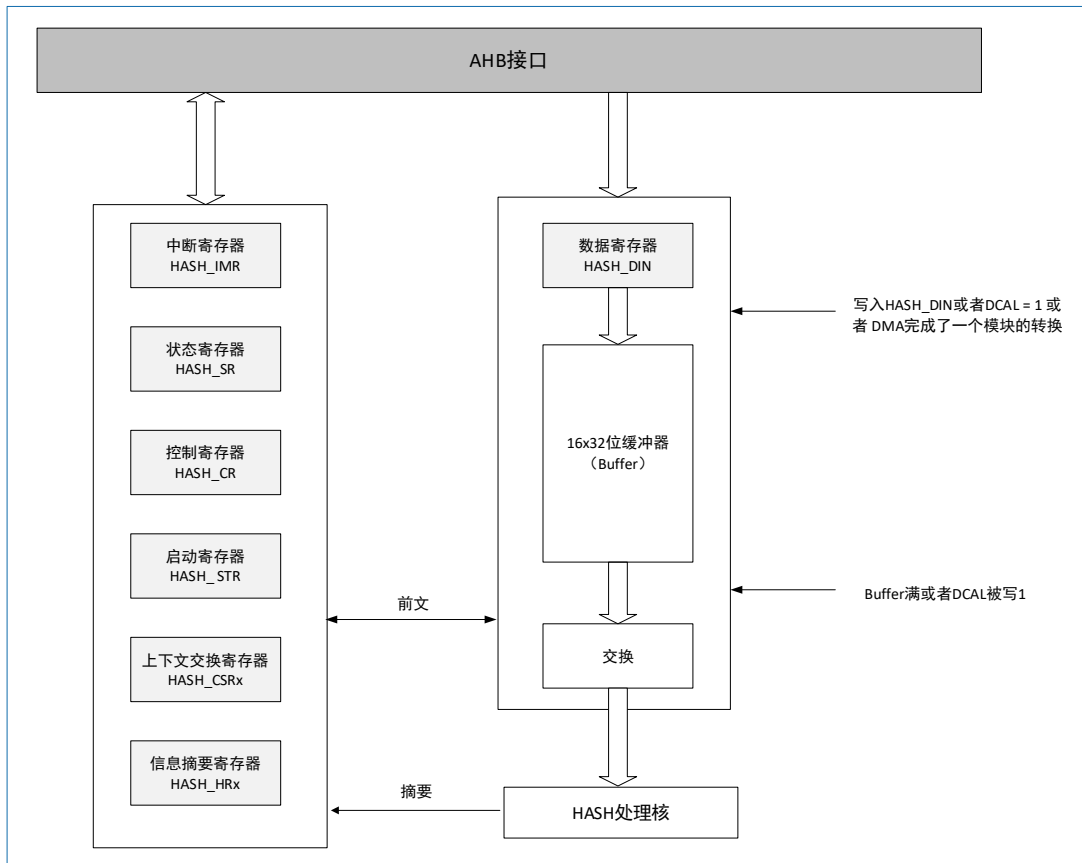 AHB接口
中断寄存器
HASH_IMR
状态寄存器
HASH_SR
控制寄存器
HASH_CR
启动寄存器
HASH_STR
上下文交换寄存器
HASH_CSRx
信息摘要寄存器
HASH_HRx
前文
摘要
数据寄存器
HASH_DIN
16x32位缓冲器
(Buffer)
交换
HASH处理核
写入HASH_DIN或者DCAL = 1 或
者 DMA完成了一个模块的转换
Buffer满或者DCAL被写1